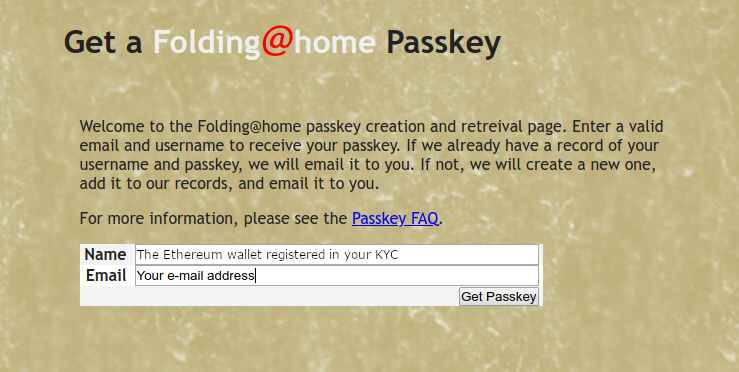 Get a Folding@home Passkey
Welcome to the Folding@home passkey creation and retreival page. Enter a valid
email and username to receive your passkey. If we already have a record of your
username and passkey, we will email it to you. If not, we will create a new one,
add it to our records, and email it to you.
For more information, please see the Passkey FAQ.
Name The Ethereum wallet registered in your KYC
Email Your e-mail address
Get Passkey